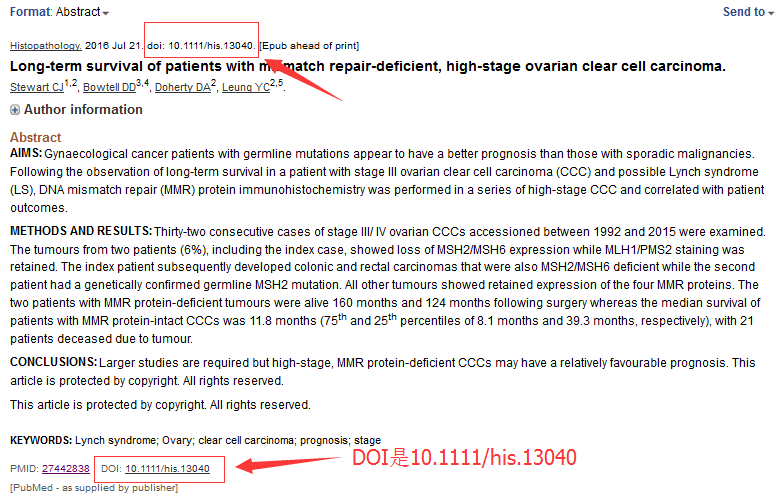 Format: Abstract
Send to
Histopathology. 2016 Jul 21. doi: 10.1111/his.13040. [Epub ahead of print]
Long-term survival of patients with mismatch repair-deficient, high-stage ovarian clear cell carcinoma.
Stewart CJ1,2, Bowtell DD3,4, Doherty DA2, Leung YC2,5.
Author information
Abstract
AIMS: Gynaecological cancer patients with germline mutations appear to have a better prognosis than those with sporadic malignancies.
Following the observation of long-term survival in a patient with stage III ovarian clear cell carcinoma (CCC) and possible Lynch syndrome
(LS), DNA mismatch repair (MMR) protein immunohistochemistry was performed in a series of high-stage CCC and correlated with patient
outcomes.
METHODS AND RESULTS: Thirty-two consecutive cases of stage III/ IV ovarian CCCs accessioned between 1992 and 2015 were examined.
The tumours from two patients (6%), including the index case, showed loss of MSH2/MSH6 expression while MLH1/PMS2 staining was
retained. The index patient subsequently developed colonic and rectal carcinomas that were also MSH2/MSH6 deficient while the second
patient had a genetically confirmed germline MSH2 mutation. All other tumours showed retained expression of the four MMR proteins. The
two patients with MMR protein-deficient tumours were alive 160 months and 124 months following surgery whereas the median survival of
patients with MMR protein-intact CCCs was 11.8 months (75th and 25th percentiles of 8.1 months and 39.3 months, respectively), with 21
patients deceased due to tumour.
CONCLUSIONS: Larger studies are required but high-stage, MMR protein-deficient CCCs may have a relatively favourable prognosis. This
article is protected by copyright. All rights reserved.
This article is protected by copyright. All rights reserved.
KEYWORDS: Lynch syndrome; Ovary; clear cell carcinoma; prognosis; stage
PMID: 27442838 DOI: 10.1111/his.13040
DOI是10.1111/his.13040
[PubMed - as supplied by publisher]